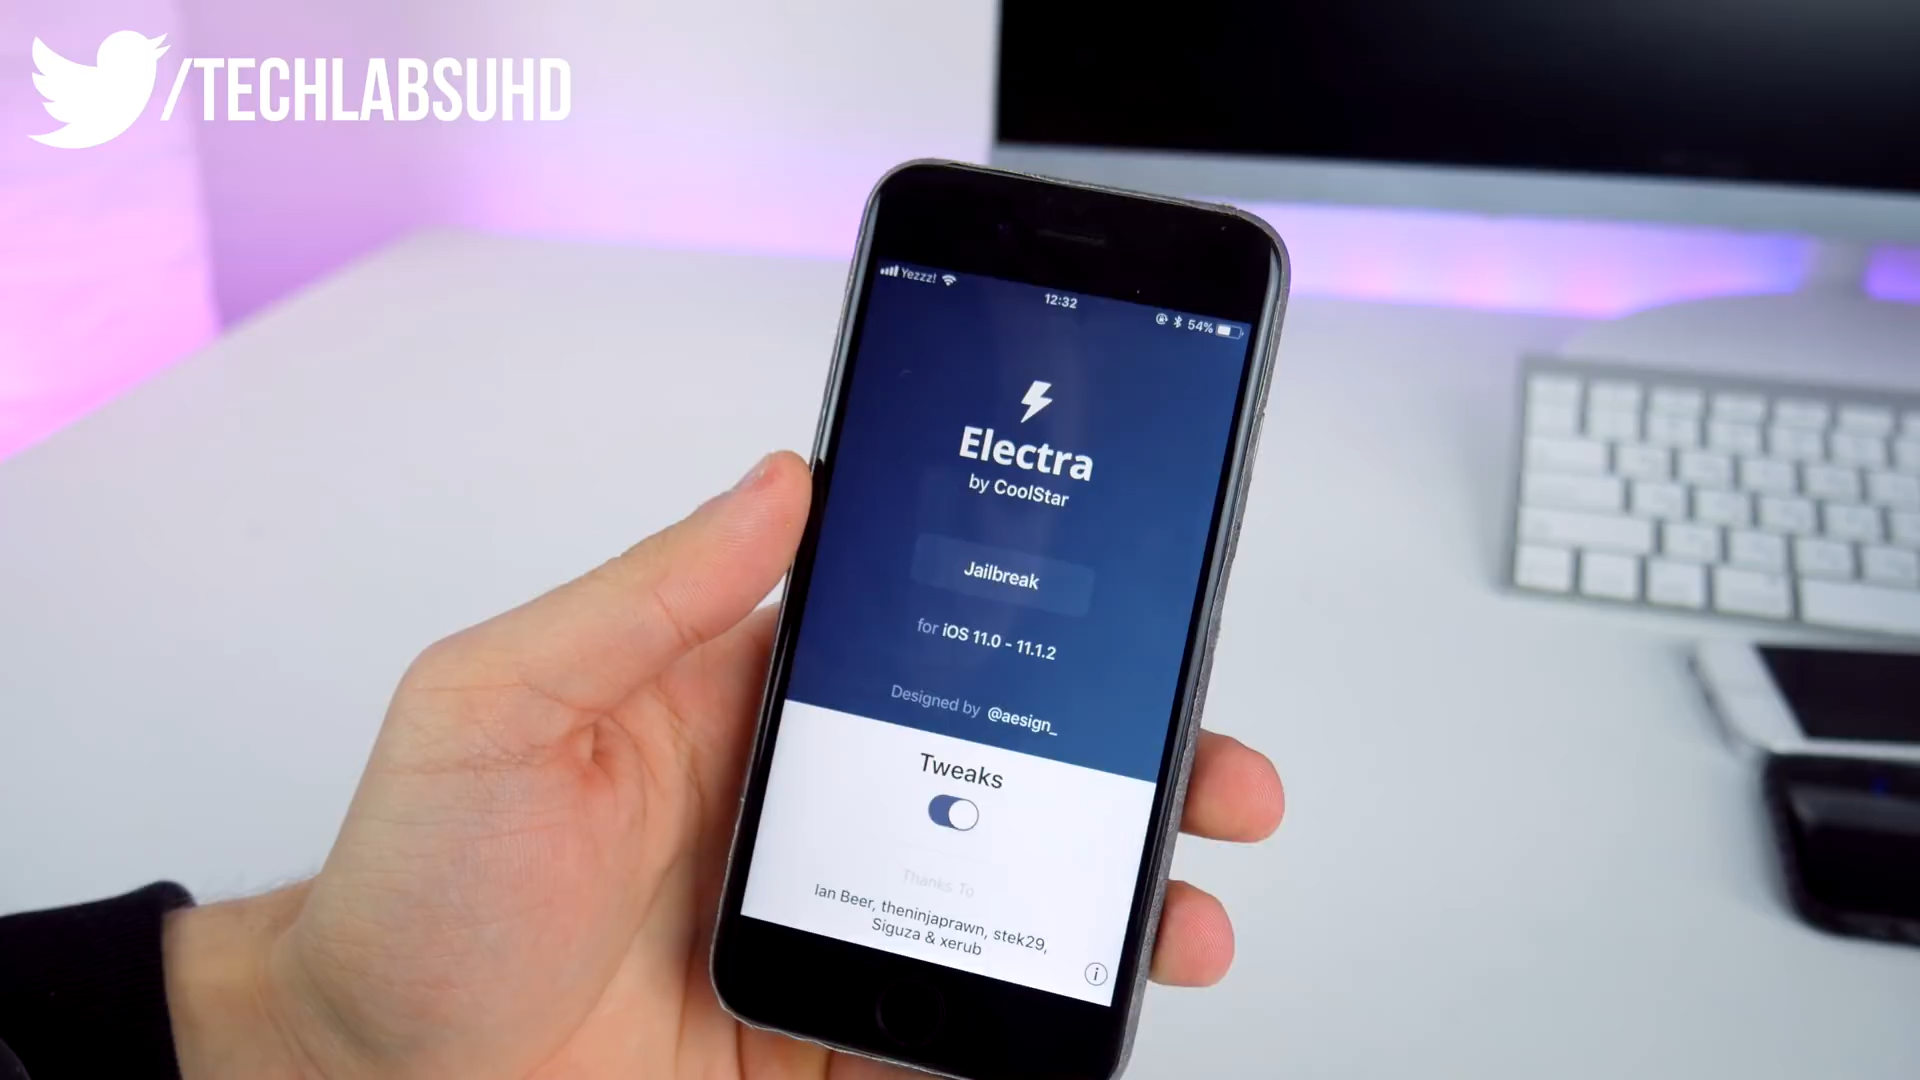 /TECHLABSUHD
Yezzz!
12:32
54%
Electra
by CoolStar
Jailbreak
for iOS 11.0 - 11.1.2
Designed by @aesign_
Tweaks
Thanks To
Ian Beer, theninjaprawn, stek29,
Siguza & xerub